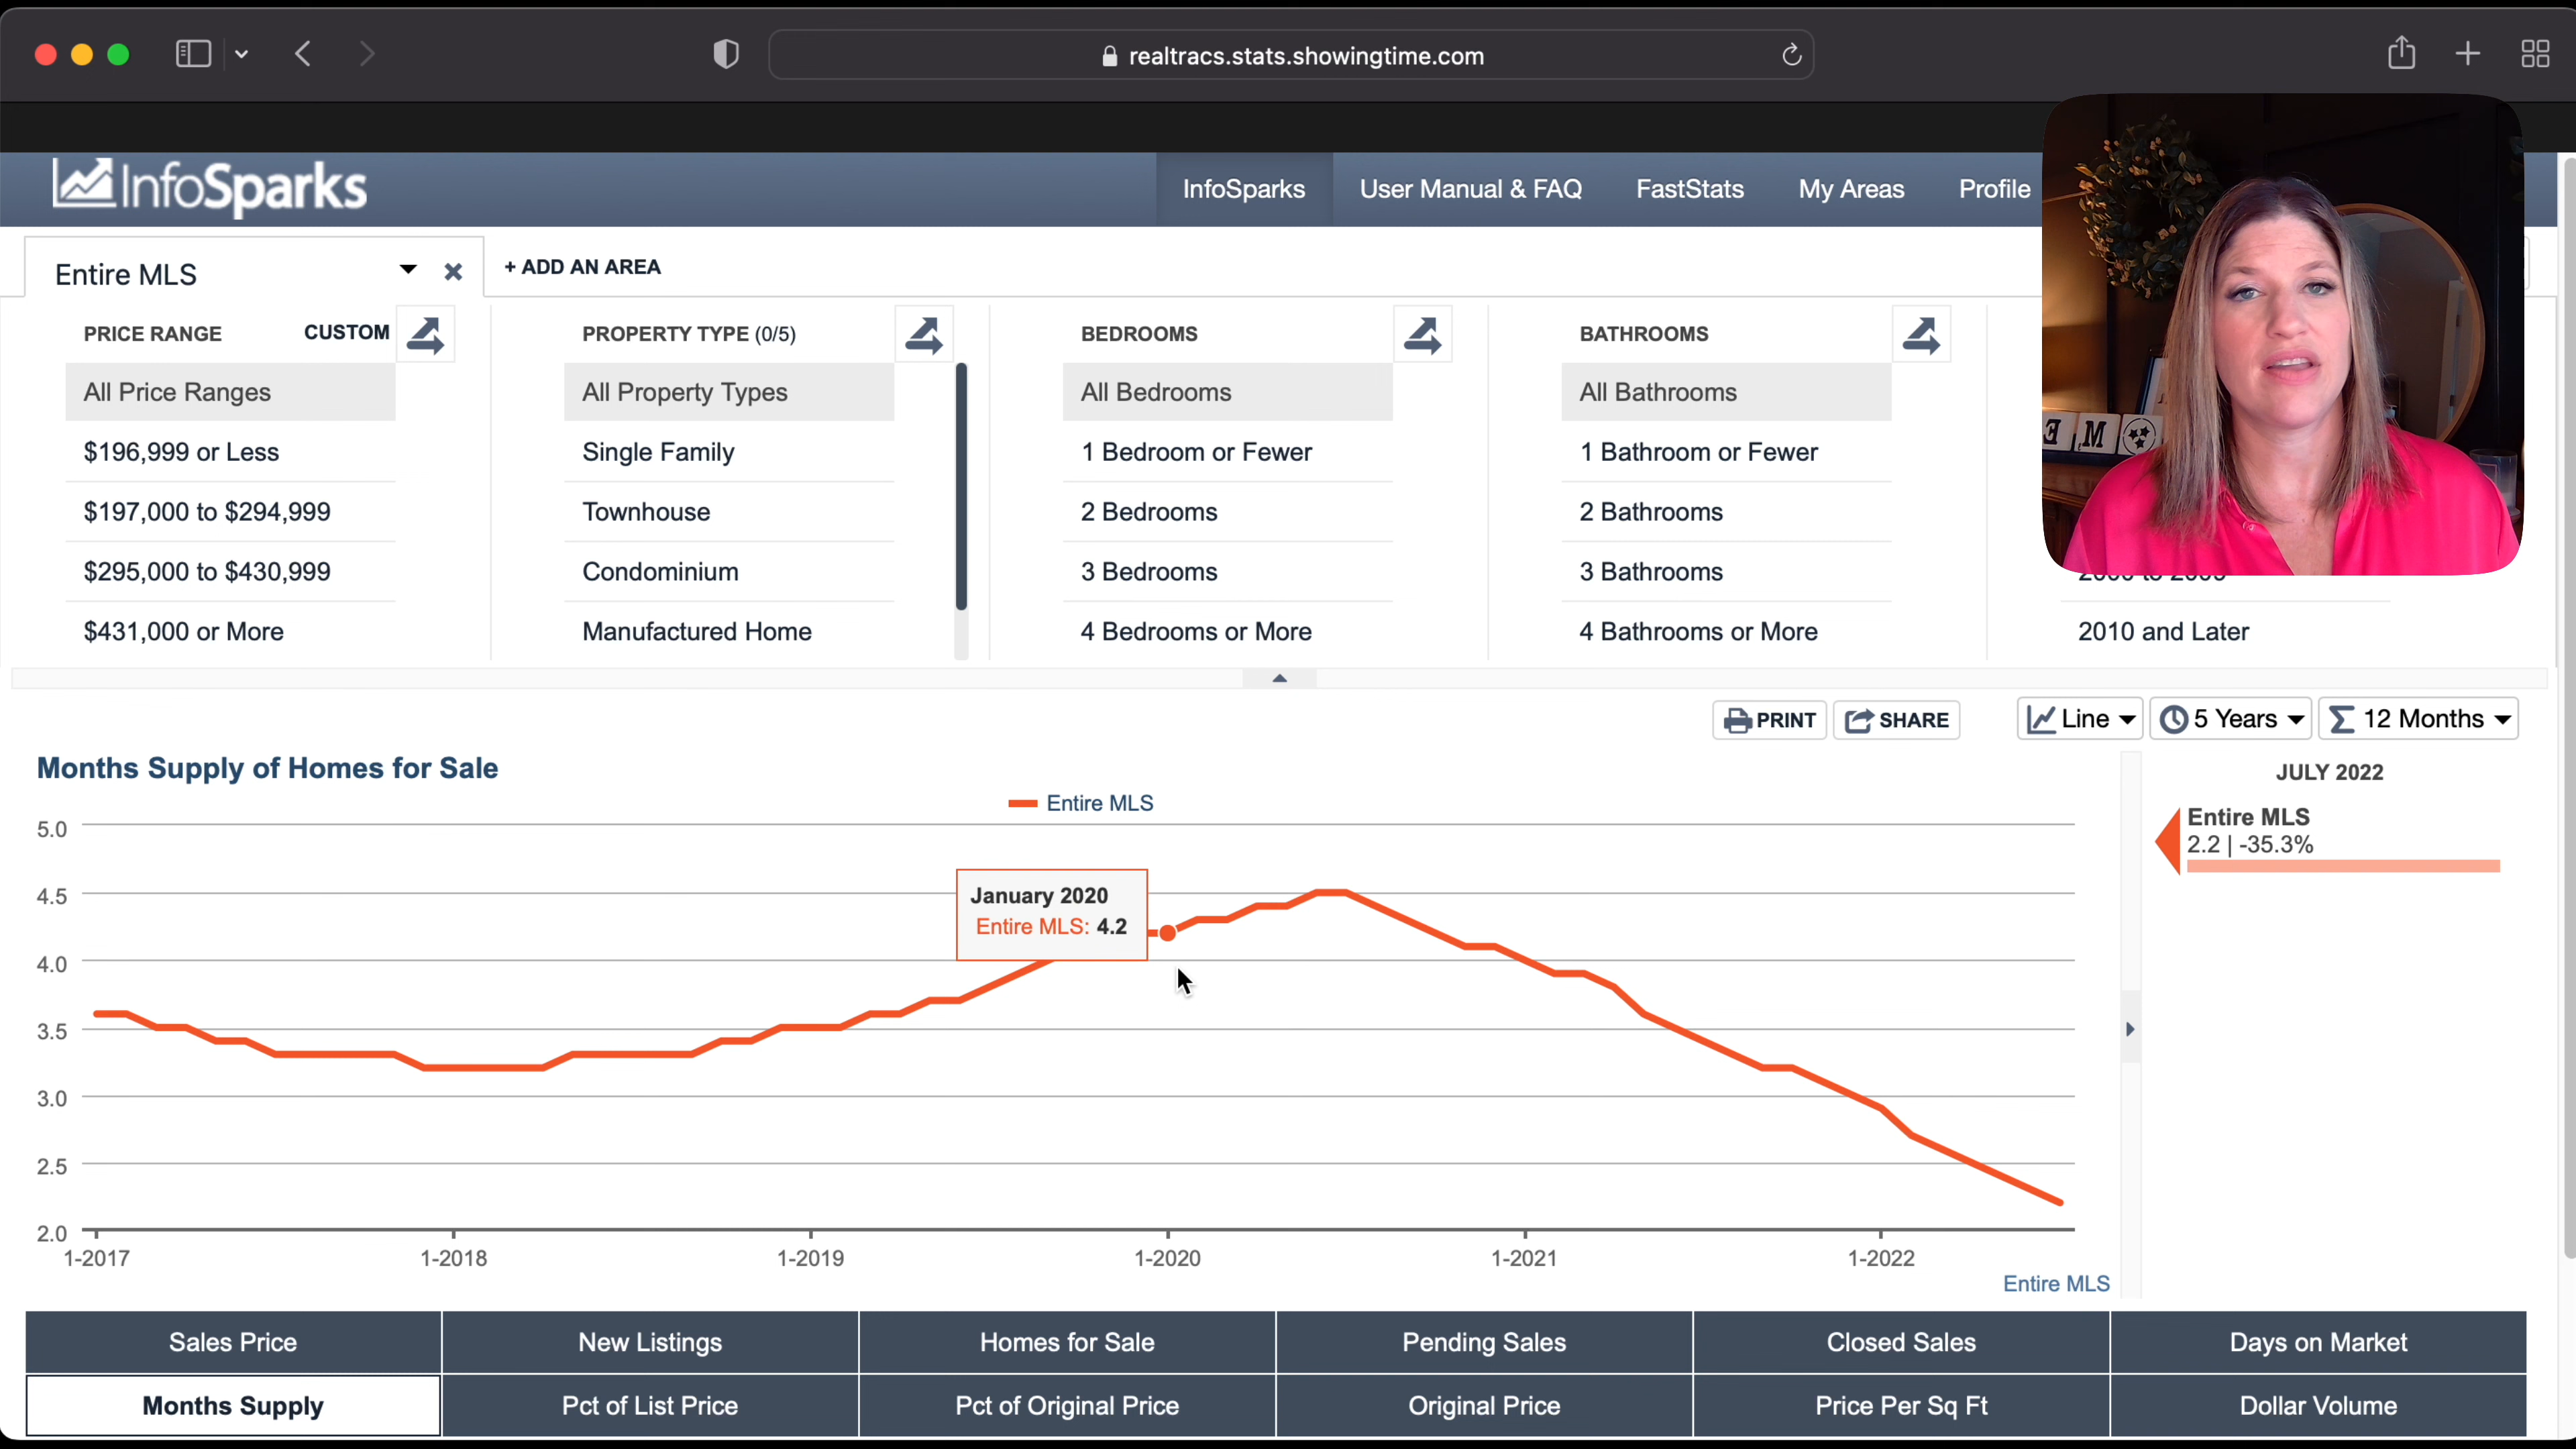 realtracs.stats.showingtime.com
InfoSparks
InfoSparks User Manual & FAQ FastStats My Areas Profile
Entire MLS
+ ADD AN AREA
PRICE RANGE CUSTOM
All Price Ranges
$196,999 or Less
$197,000 to $294,999
$295,000 to $430,999
$431,000 or More
PROPERTY TYPE (0/5)
All Property Types
Single Family
Townhouse
Condominium
Manufactured Home
BEDROOMS
All Bedrooms
1 Bedroom or Fewer
2 Bedrooms
3 Bedrooms
4 Bedrooms or More
BATHROOMS
All Bathrooms
1 Bathroom or Fewer
2 Bathrooms
3 Bathrooms
4 Bathrooms or More
2010 and Later
PRINT SHARE Line 5 Years 12 Months
Months Supply of Homes for Sale
Entire MLS
5.0
4.5
4.0
3.5
3.0
2.5
2.0
January 2020
Entire MLS: 4.2
1-2017 1-2018 1-2019 1-2020 1-2021 1-2022
Entire MLS
JULY 2022
Entire MLS
2.2 | -35.3%
Sales Price New Listings Homes for Sale Pending Sales Closed Sales Days on Market
Months Supply Pct of List Price Pct of Original Price Original Price Price Per Sq Ft Dollar Volume